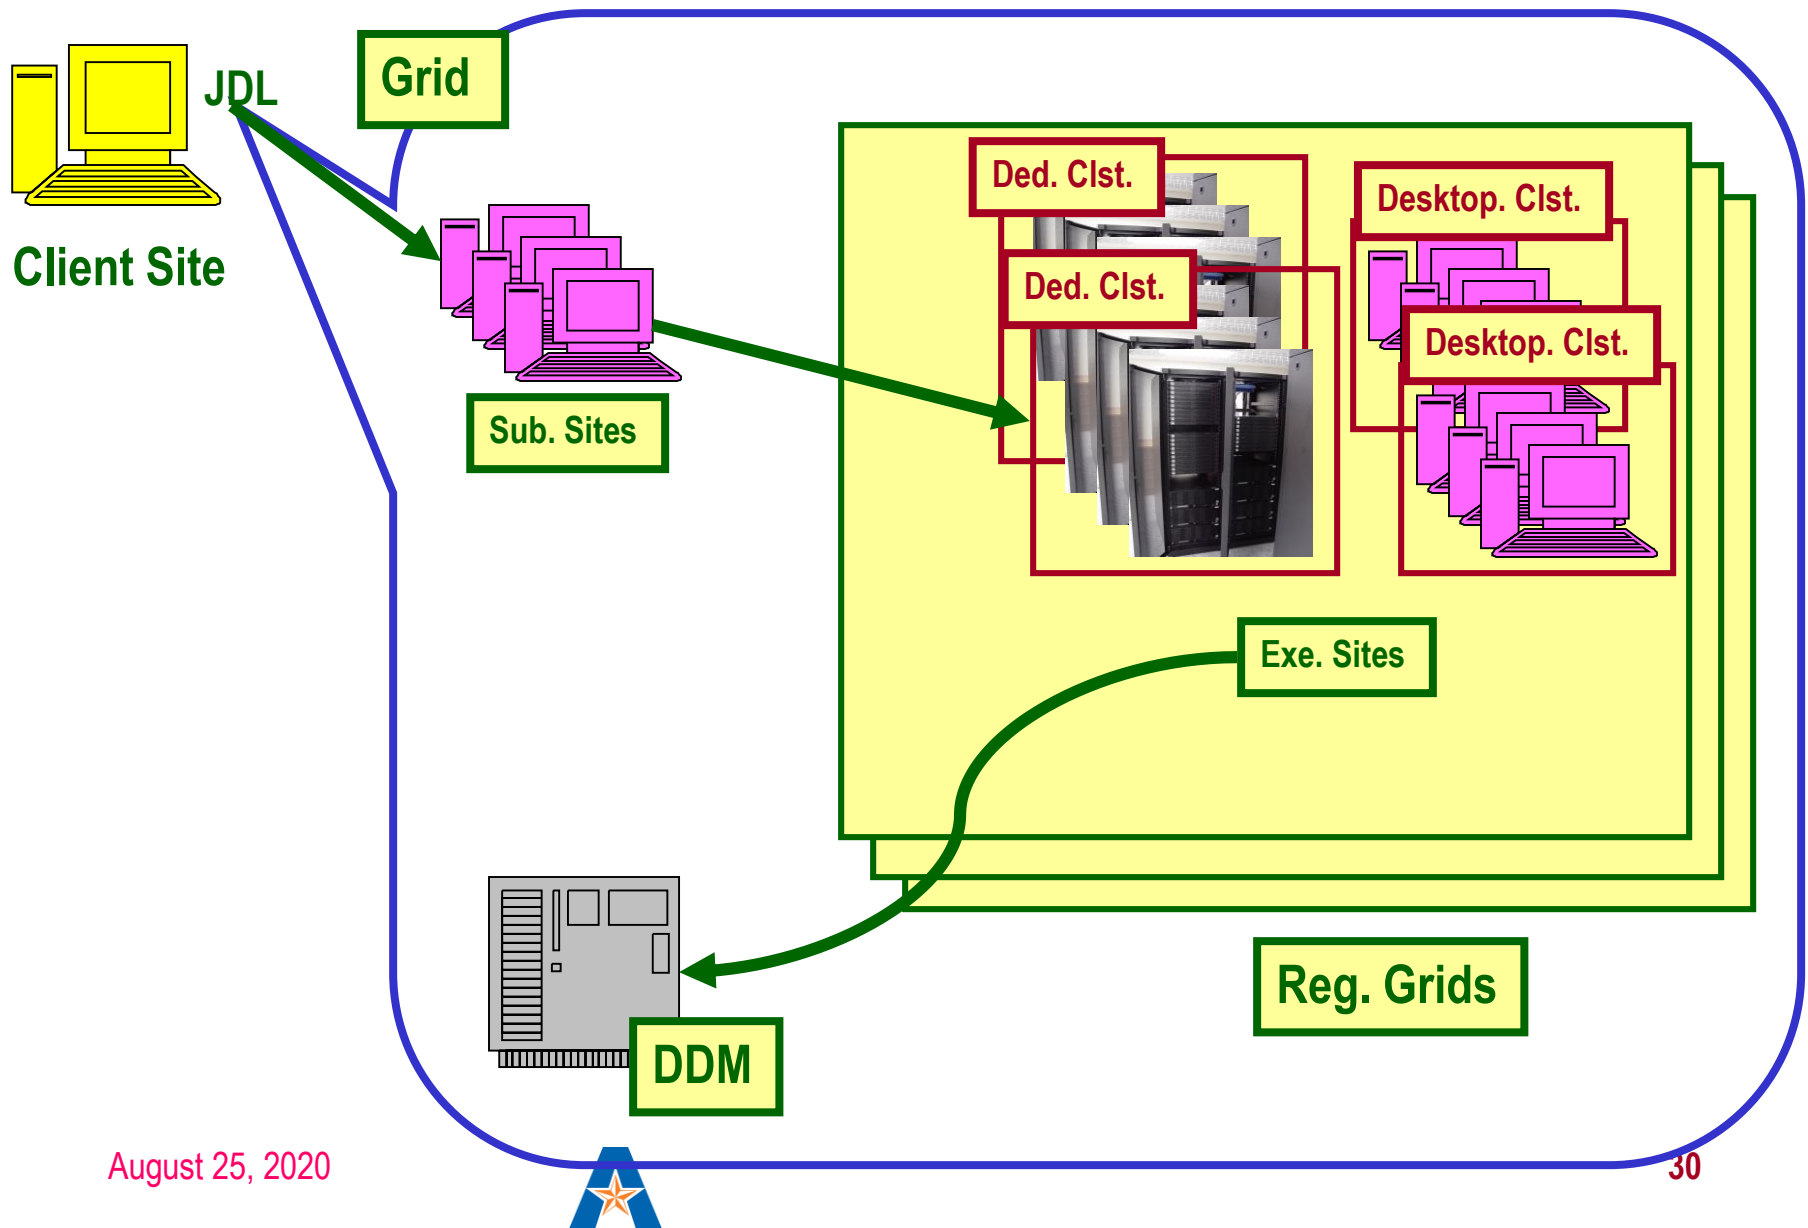 JDL
Grid
Client Site
Ded. Clst.
Desktop. Clst.
Ded. Clst.
Desktop. Clst.
Sub. Sites
Exe. Sites
Reg. Grids
DDM
August 25, 2020
30